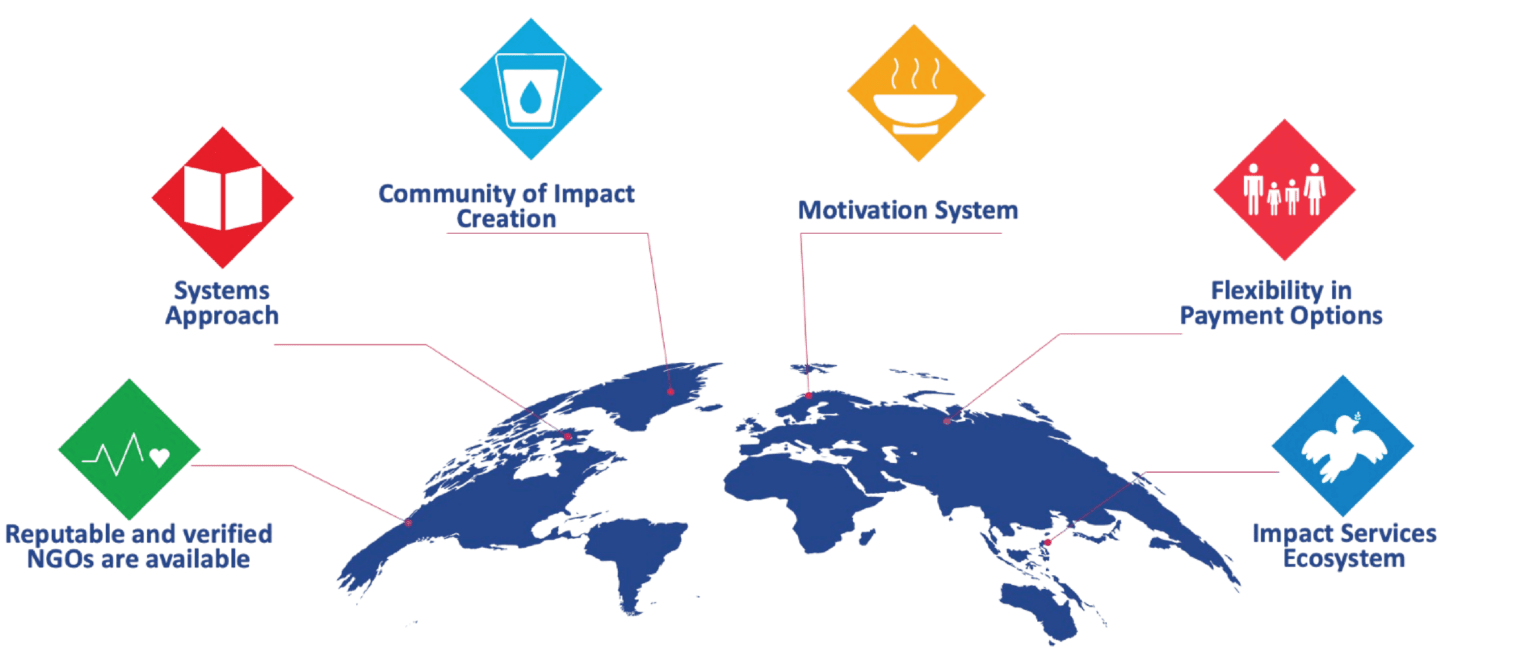 Community of Impact
Creation
Motivation System
Systems
Approach
Flexibility in
Payment Options
Reputable and verified
NGOs are available
Impact Services
Ecosystem